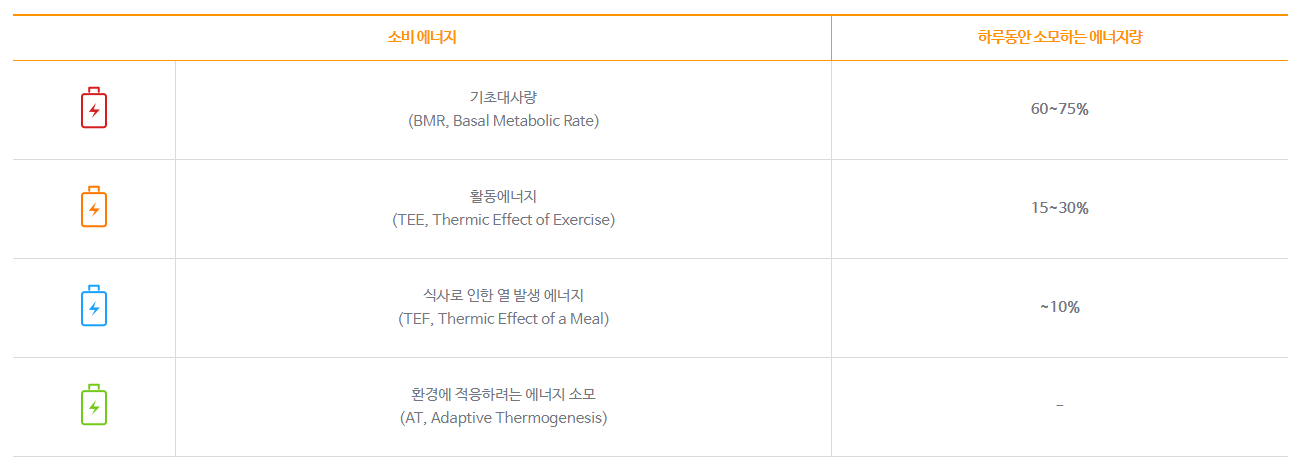 소비 에너지
하루동안 소모하는 에너지량
기초대사량
(BMR, Basal Metabolic Rate)
60~75%
활동에너지
(TEE, Thermic Effect of Exercise)
15~30%
식사로 인한 열 발생 에너지
(TEF, Thermic Effect of a Meal)
~10%
환경에 적응하려는 에너지 소모
(AT, Adaptive Thermogenesis)
–